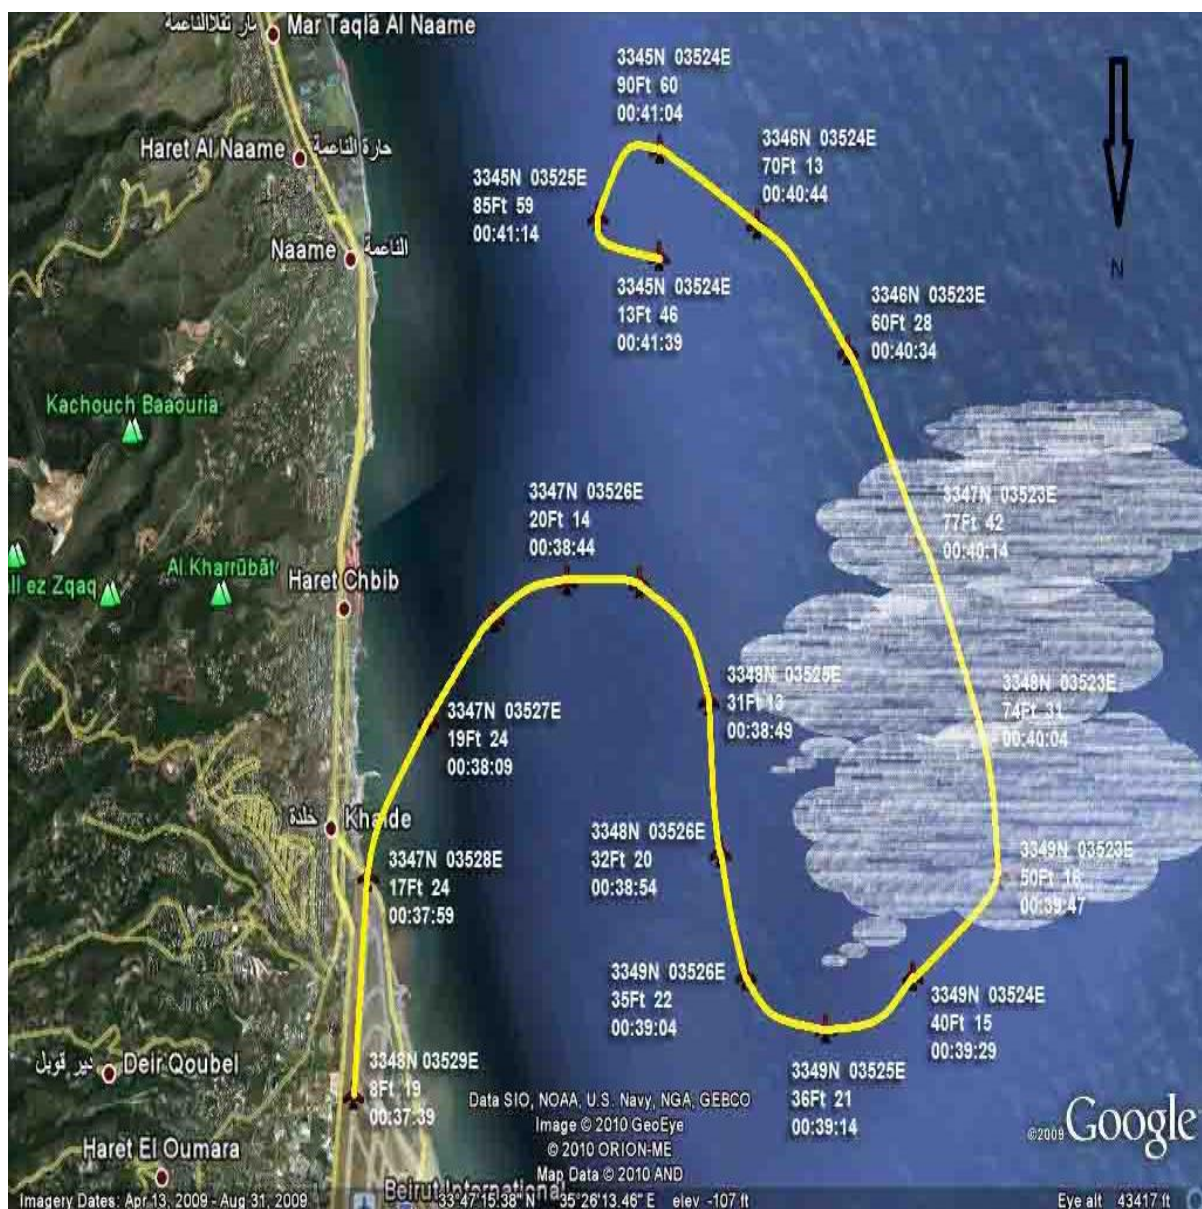 مار تقلا الناعمة Mar Taqlā Al Naame
Haret Al Naame حارة الناعمة
Naame الناعمة
Kachouch Baaouria
Al Kharrūbāt
ll ez Zqaq
Haret Chbib
خلدة Khalde
دير قوبل Deir Qoubel
Haret El Oumara
Beirut International
3345N 03524E
90Ft 60
00:41:04
3346N 03524E
70Ft 13
00:40:44
3345N 03525E
85Ft 59
00:41:14
3345N 03524E
13Ft 46
00:41:39
N
3346N 03523E
60Ft 28
00:40:34
3347N 03523E
77Ft 42
00:40:14
3347N 03526E
20Ft 14
00:38:44
3348N 03523E
74Ft 31
00:40:04
3348N 03525E
31Ft 13
00:38:49
3347N 03527E
19Ft 24
00:38:09
3348N 03526E
32Ft 20
00:38:54
3349N 03523E
50Ft 16
00:39:47
3347N 03528E
17Ft 24
00:37:59
3349N 03526E
35Ft 22
00:39:04
3349N 03524E
40Ft 15
00:39:29
3348N 03529E
8Ft 19
00:37:39
3349N 03525E
36Ft 21
00:39:14
Data SIO, NOAA, U.S. Navy, NGA, GEBCO
Image © 2010 GeoEye
© 2010 ORION-ME
Map Data © 2010 AND
©2009 Google
Imagery Dates: Apr 13, 2009 - Aug 31, 2009
33°47'15.38" N 35°26'13.46" E elev -107 ft
Eye alt 43417 ft